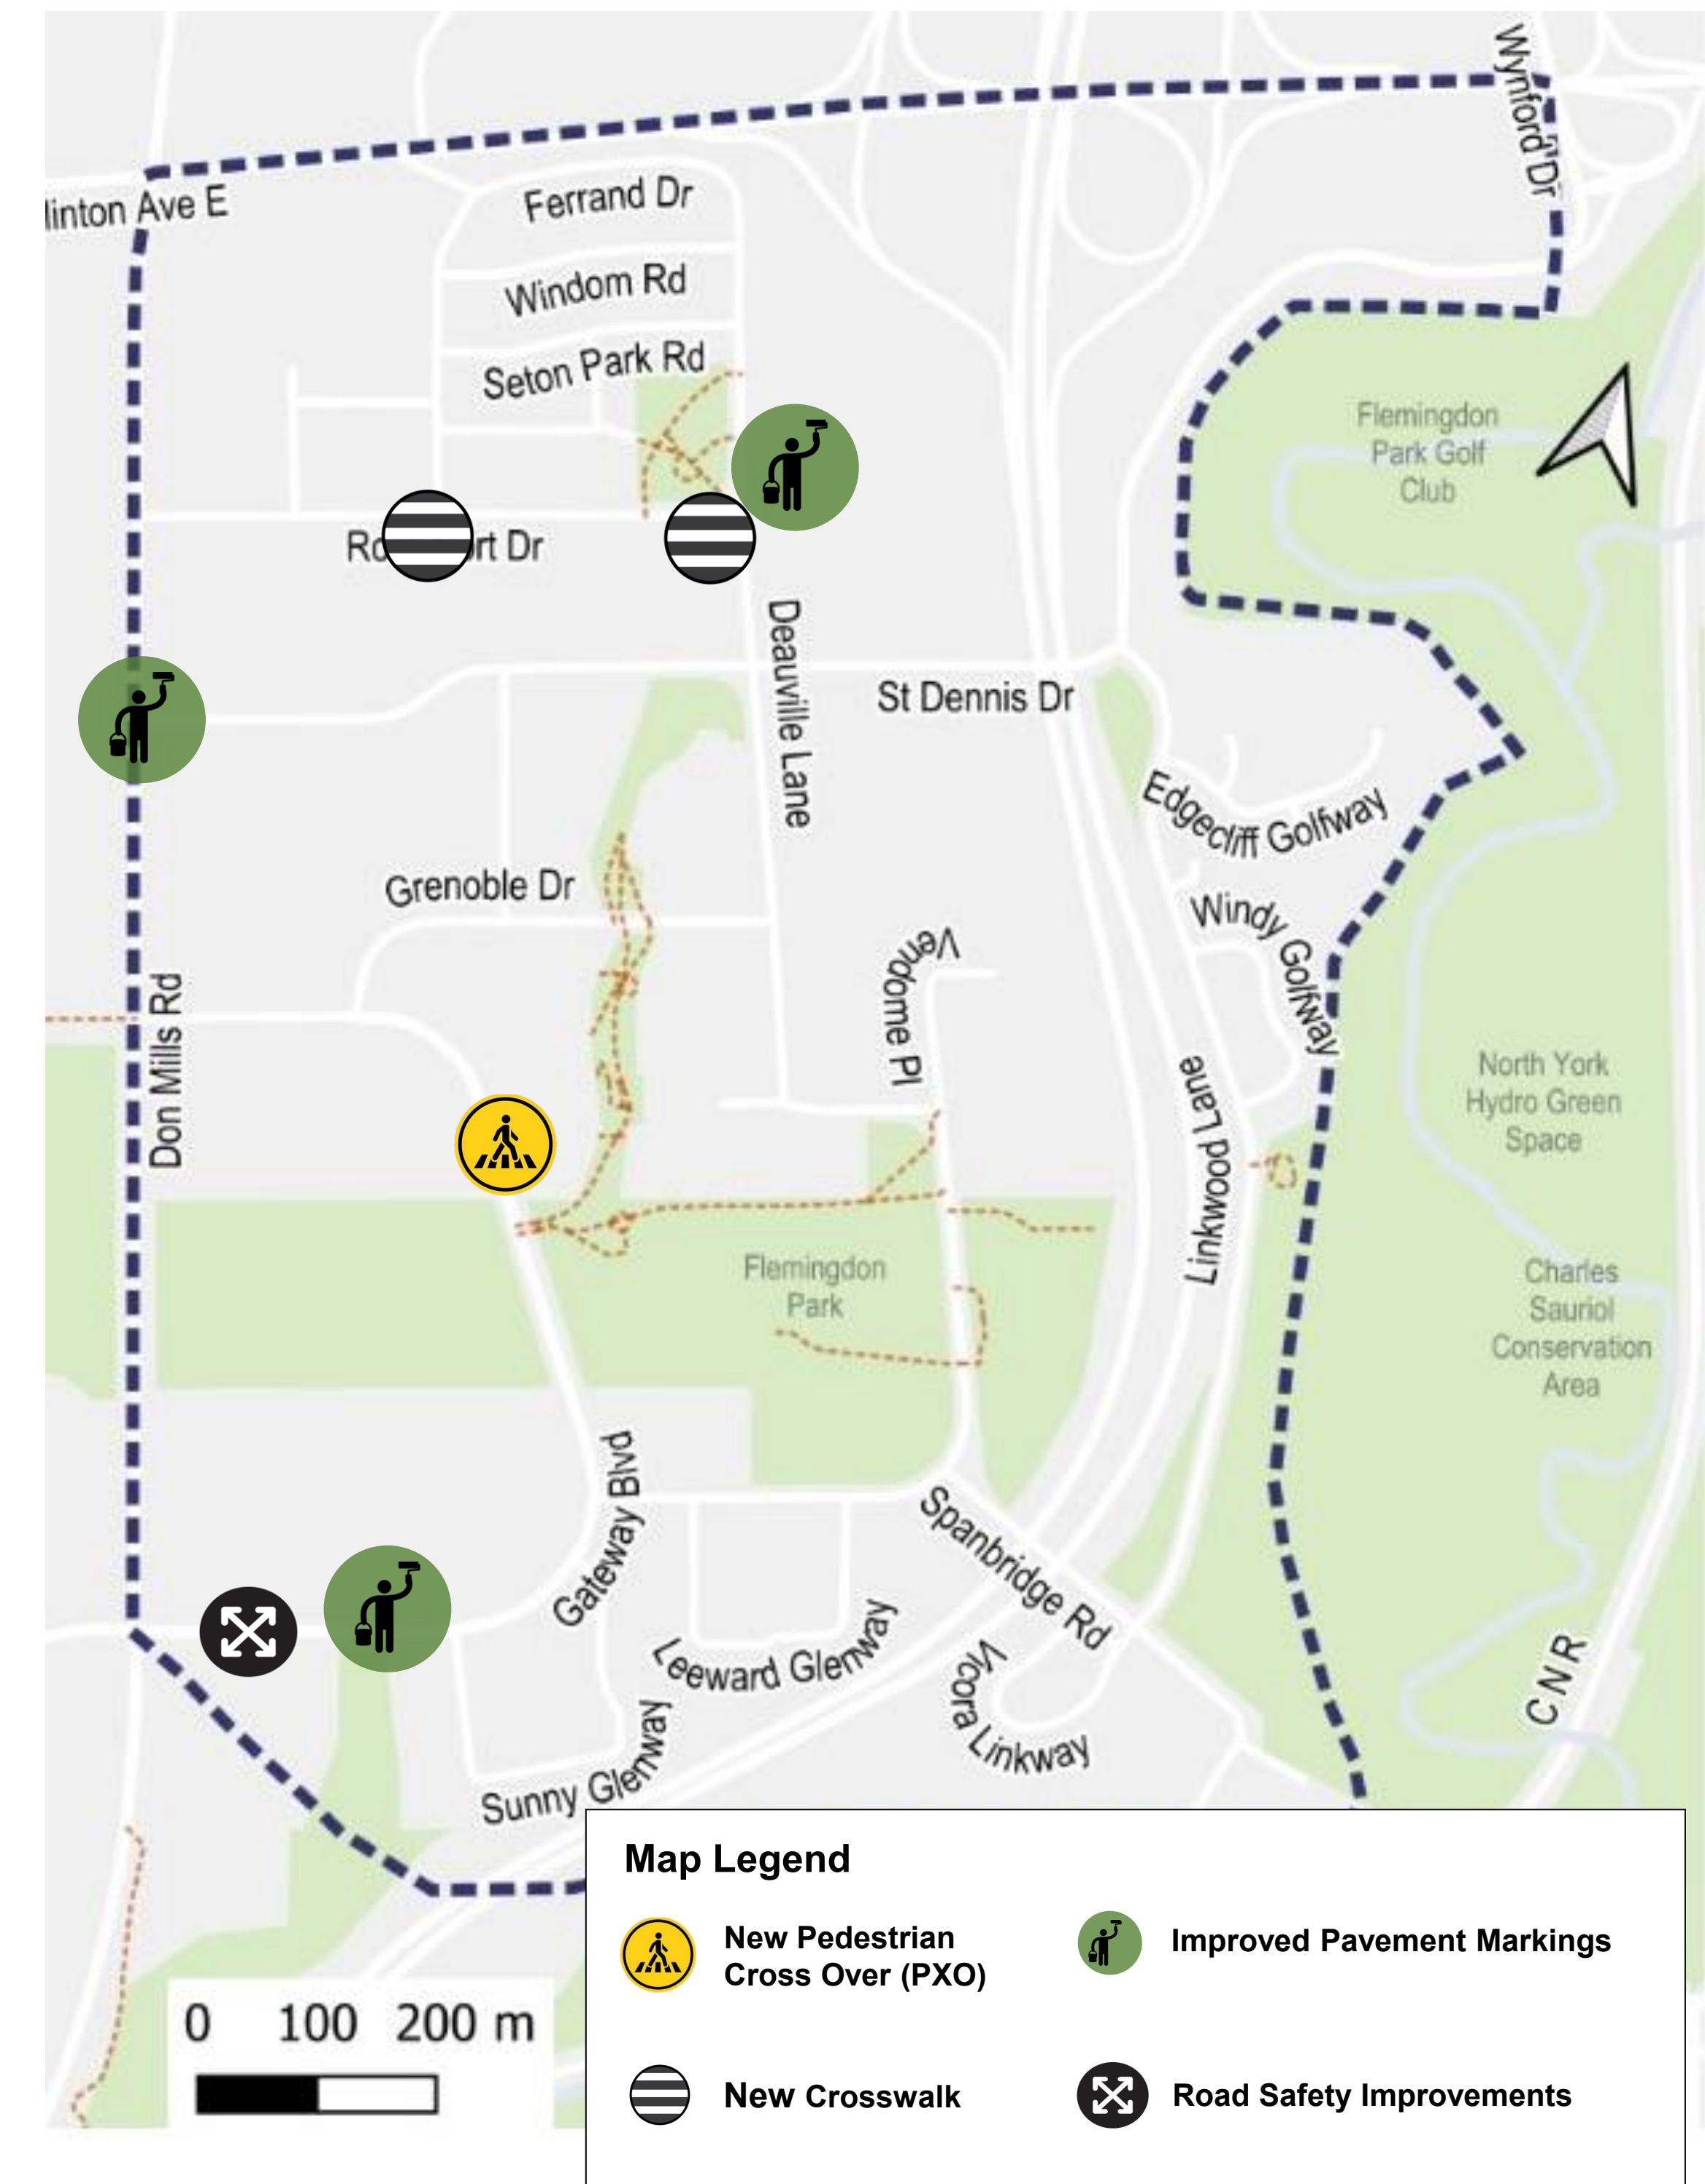 Wynford Dr
linton Ave E
Ferrand Dr
Windom Rd
Seton Park Rd
Flemingdon
Park Golf
Club
rt Dr
Deauville Lane
St Dennis Dr
Edgecliff Golfway
Grenoble Dr
Windy Golfway
Vendome Pl
Don Mills Rd
Linkwood Lane
North York
Hydro Green
Space
Flemingdon
Park
Charles
Sauriol
Conservation
Area
Gateway Blvd
Spanbridge Rd
Leeward Glenway
Vicora Linkway
CNR
Sunny Glenway
Map Legend
New Pedestrian
Cross Over (PXO)
Improved Pavement Markings
New Crosswalk
Road Safety Improvements
0 100 200 m